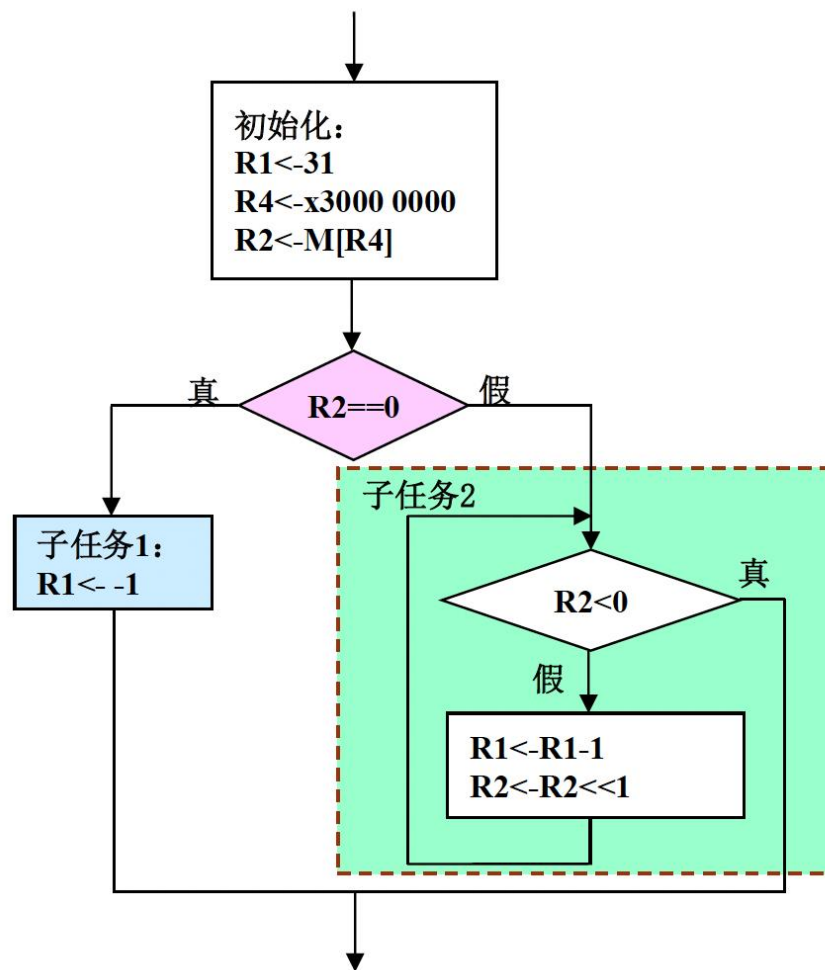 初始化：
R1<-31
R4<-x3000 0000
R2<-M[R4]
真
R2==0
假
子任务1：
R1<- -1
子任务2
R2<0
真
假
R1<-R1-1
R2<-R2<<1